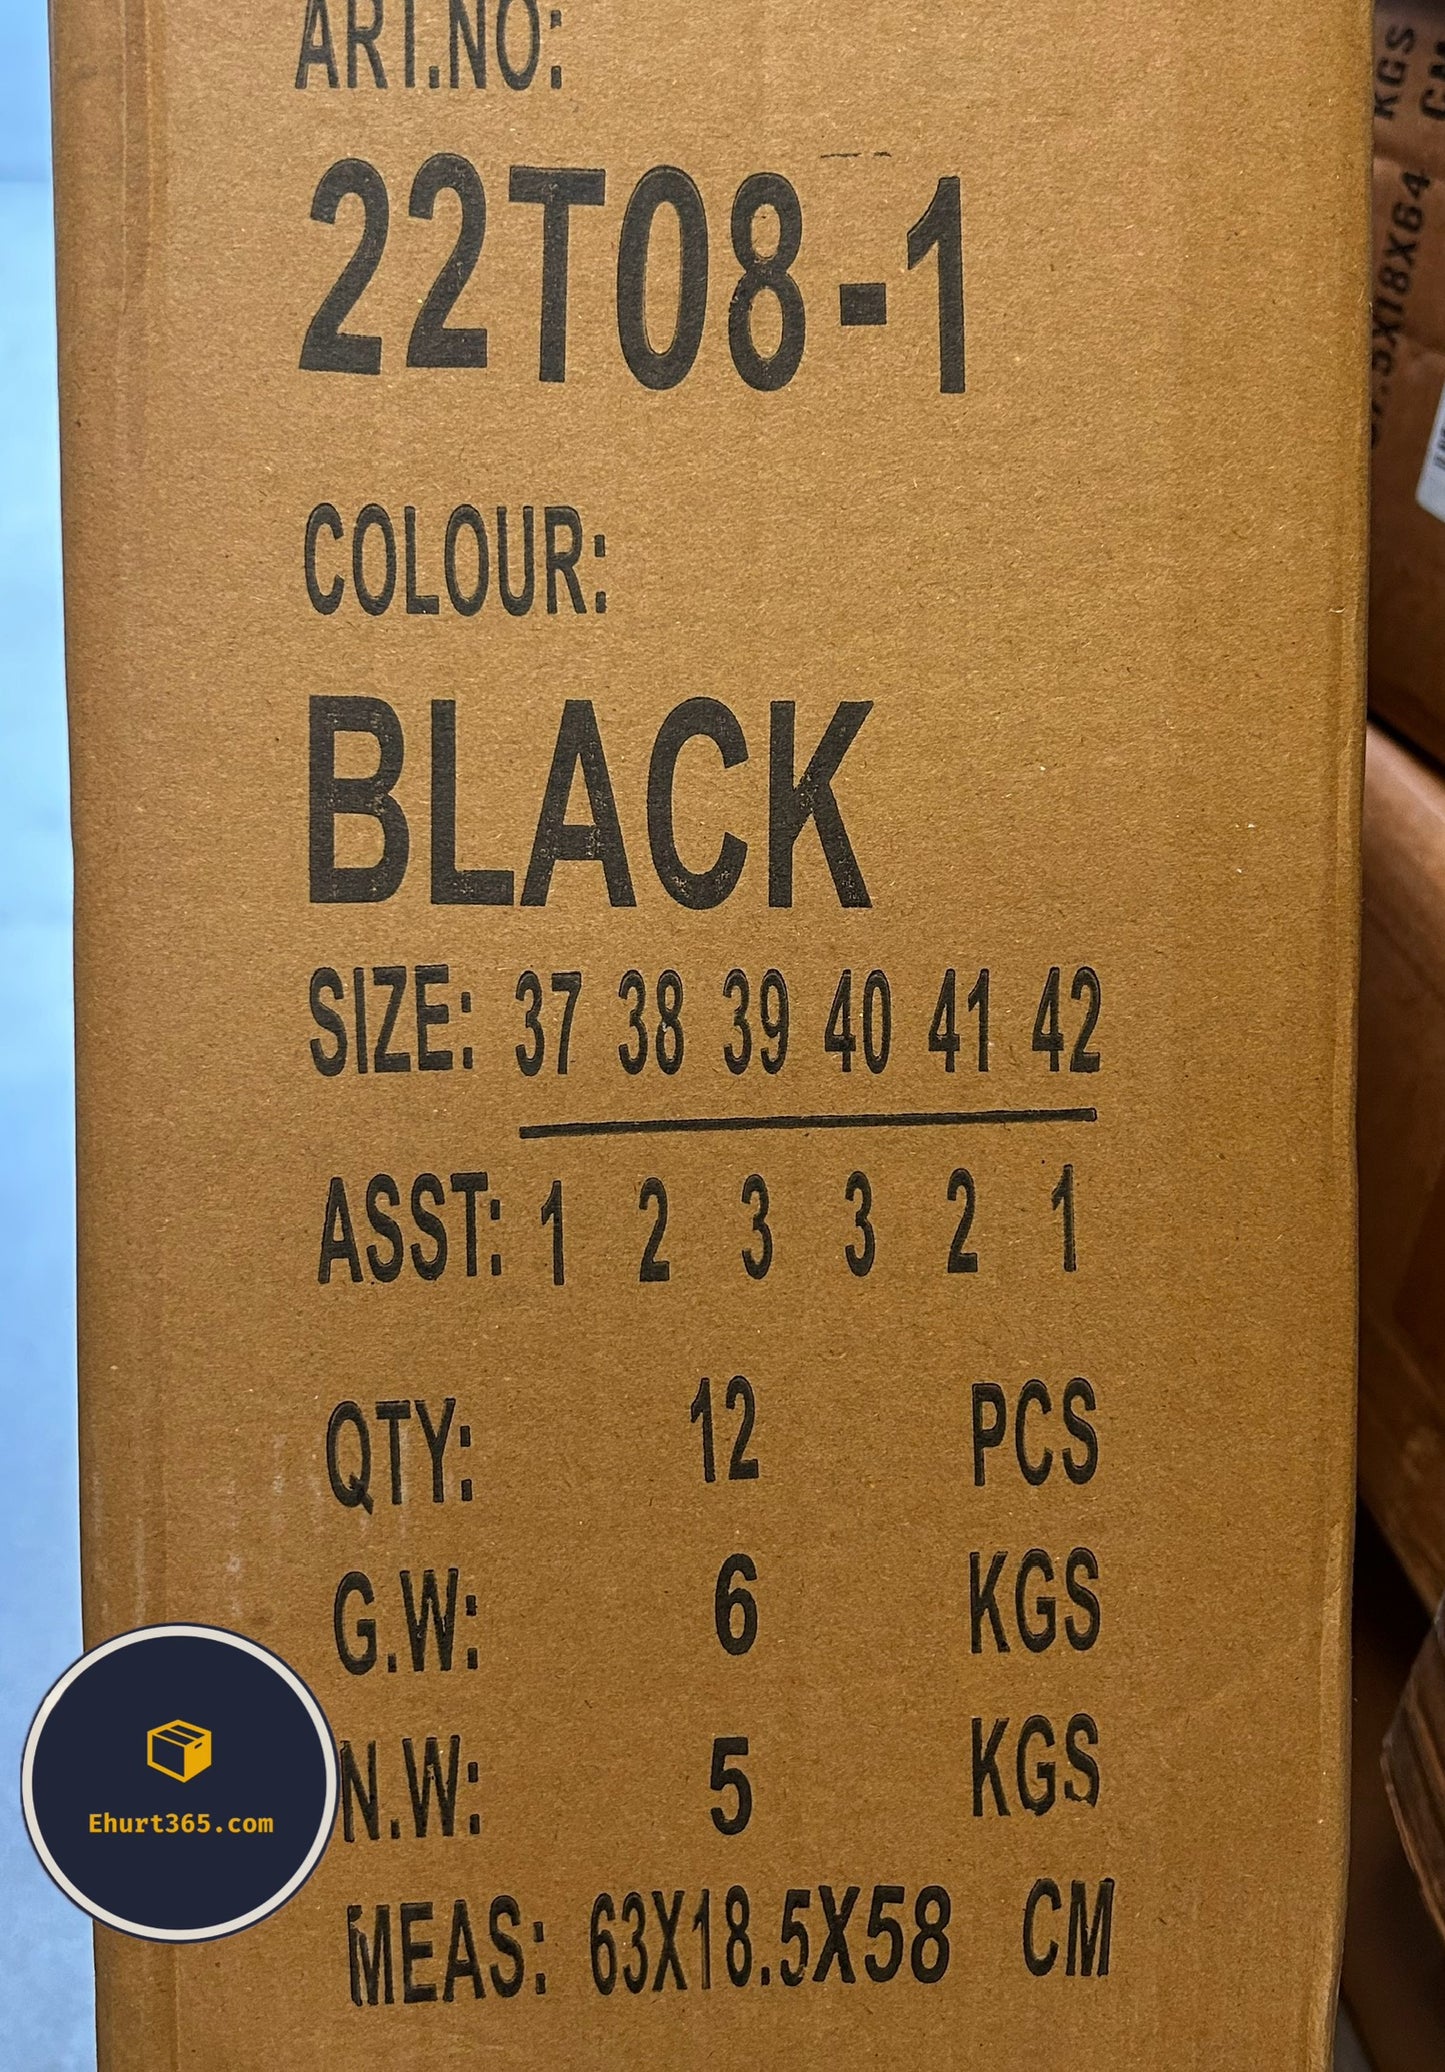 ART.NO:
22T08-1
COLOUR:
BLACK
SIZE: 37 38 39 40 41 42
ASST: 1 2 3 3 2 1
QTY: 12 PCS
G.W: 6 KGS
N.W: 5 KGS
MEAS: 63X18.5X58 CM
Ehurt365.com
KGS